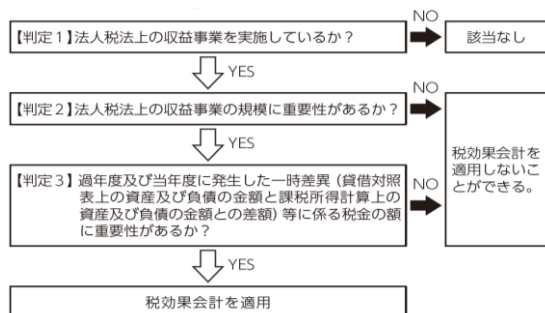 【判定1】法人税法上の収益事業を実施しているか？
NO
該当なし
YES
【判定2】法人税法上の収益事業の規模に重要性があるか？
NO
税効果会計を
適用しないこ
とができる。
YES
【判定3】過年度及び当年度に発生した一時差異（貸借対照
表上の資産及び負債の金額と課税所得計算上の
資産及び負債の金額との差額）等に係る税金の額
に重要性があるか？
NO
YES
税効果会計を適用